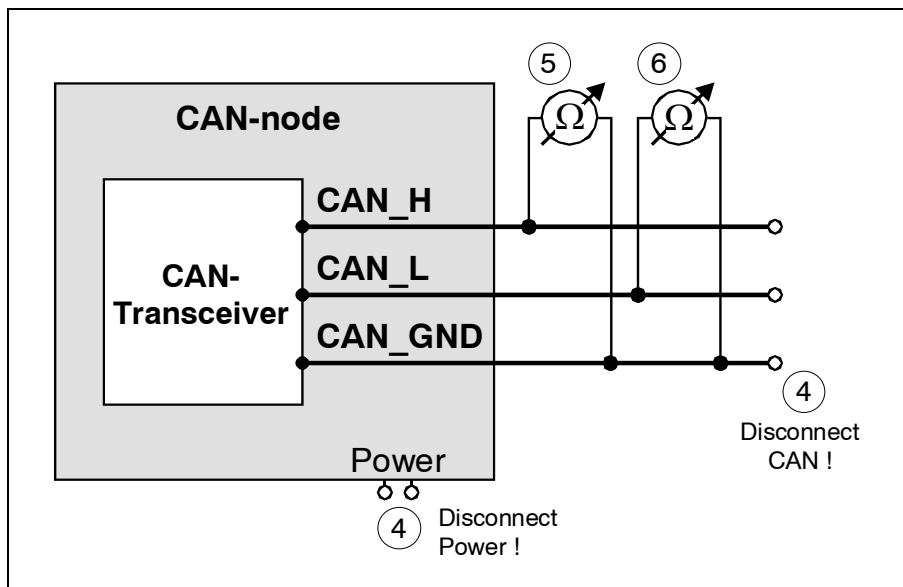 5
6
Ω
Ω
CAN-node
CAN_H
CAN_L
CAN-
Transceiver
CAN_GND
4
Disconnect
CAN !
Power
4
Disconnect
Power !